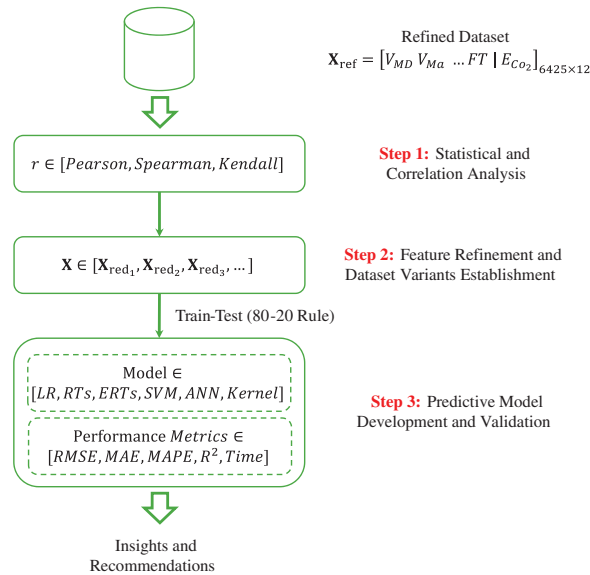 Refined Dataset
X_ref = [V_MD V_Ma ... FT | E_Co₂]_6425×12
r ∈ [Pearson, Spearman, Kendall]
Step 1: Statistical and
Correlation Analysis
X ∈ [X_red₁, X_red₂, X_red₃, ...]
Step 2: Feature Refinement and
Dataset Variants Establishment
Train-Test (80-20 Rule)
Model ∈
[LR, RTs, ERTs, SVM, ANN, Kernel]
Performance Metrics ∈
[RMSE, MAE, MAPE, R², Time]
Step 3: Predictive Model
Development and Validation
Insights and
Recommendations